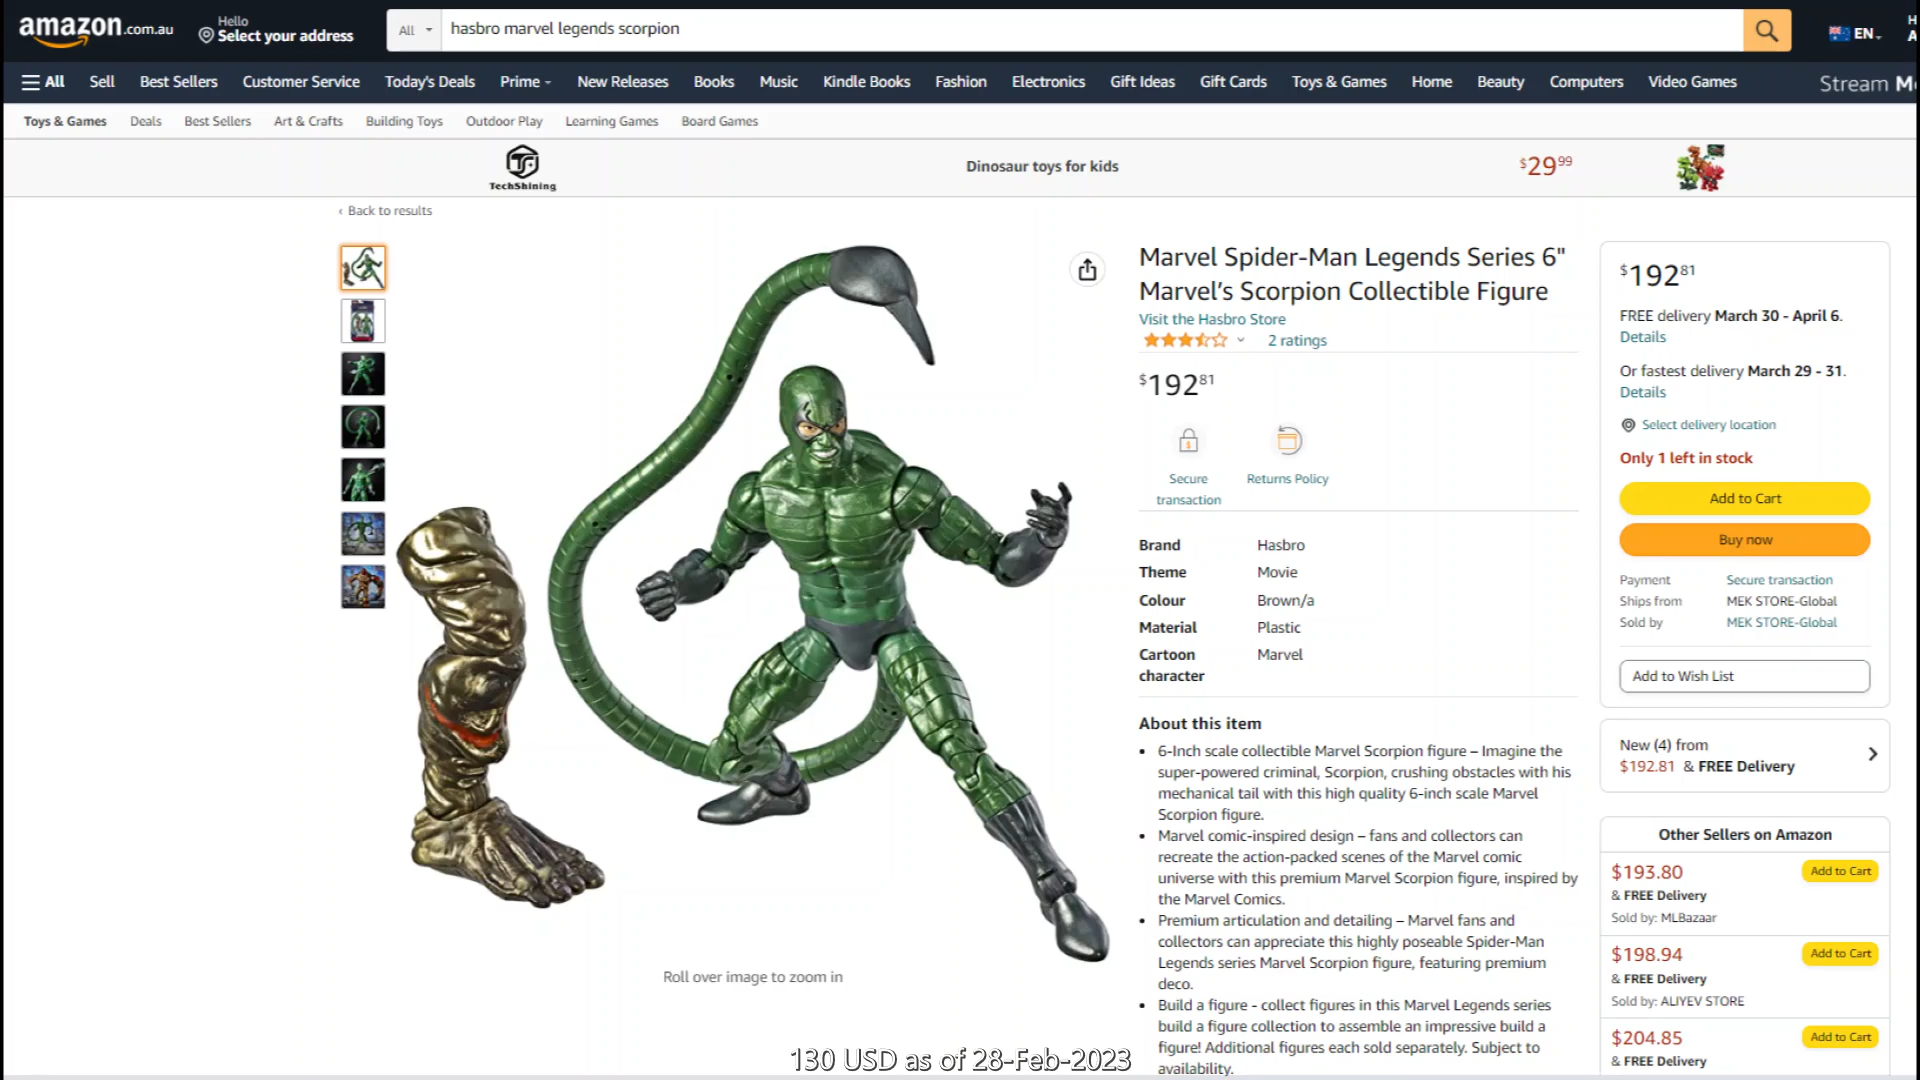 amazon.com.au
Hello
Select your address
All
hasbro marvel legends scorpion
EN
All
Sell
Best Sellers
Customer Service
Today's Deals
Prime
New Releases
Books
Music
Kindle Books
Fashion
Electronics
Gift Ideas
Gift Cards
Toys & Games
Home
Beauty
Computers
Video Games
Stream
Toys & Games
Deals
Best Sellers
Art & Crafts
Building Toys
Outdoor Play
Learning Games
Board Games
TechShining
Dinosaur toys for kids
$29.99
‹ Back to results
Marvel Spider-Man Legends Series 6"
Marvel's Scorpion Collectible Figure
Visit the Hasbro Store
2 ratings
$192.81
Secure
transaction
Returns Policy
Brand Hasbro
Theme Movie
Colour Brown/a
Material Plastic
Cartoon Marvel
character
About this item
• 6-Inch scale collectible Marvel Scorpion figure – Imagine the
super-powered criminal, Scorpion, crushing obstacles with his
mechanical tail with this high quality 6-inch scale Marvel
Scorpion figure.
• Marvel comic-inspired design – fans and collectors can
recreate the action-packed scenes of the Marvel comic
universe with this premium Marvel Scorpion figure, inspired by
the Marvel Comics.
• Premium articulation and detailing – Marvel fans and
collectors can appreciate this highly poseable Spider-Man
Legends series Marvel Scorpion figure, featuring premium
deco.
• Build a figure - collect figures in this Marvel Legends series
build a figure collection to assemble an impressive build a
figure! Additional figures each sold separately. Subject to
availability.
Roll over image to zoom in
$192.81
FREE delivery March 30 - April 6.
Details
Or fastest delivery March 29 - 31.
Details
Select delivery location
Only 1 left in stock
Add to Cart
Buy now
Payment Secure transaction
Ships from MEK STORE-Global
Sold by MEK STORE-Global
Add to Wish List
New (4) from
$192.81 & FREE Delivery
Other Sellers on Amazon
$193.80 Add to Cart
& FREE Delivery
Sold by: MLBazaar
$198.94 Add to Cart
& FREE Delivery
Sold by: ALIYEV STORE
$204.85 Add to Cart
& FREE Delivery
130 USD as of 28-Feb-2023